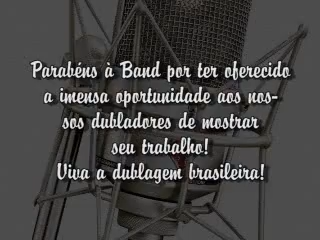 Parabéns à Band por ter oferecido
a imensa oportunidade aos nos-
sos dubladores de mostrar
seu trabalho!
Viva a dublagem brasileira!